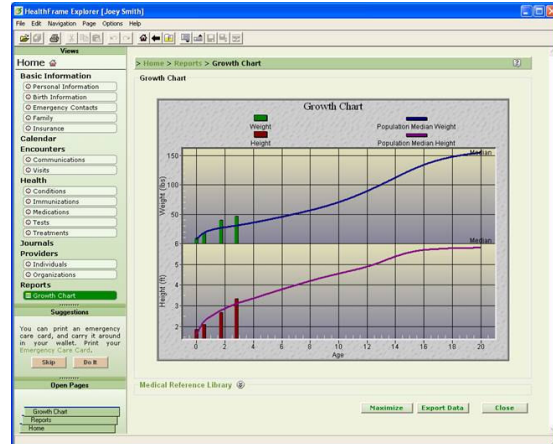 HealthFrame Explorer [Joey Smith]
File Edit Navigation Page Options Help
Views
Home
Basic Information
Personal Information
Birth Information
Emergency Contacts
Family
Insurance
Calendar
Encounters
Communications
Visits
Health
Conditions
Immunizations
Medications
Tests
Treatments
Journals
Providers
Individuals
Organizations
Reports
Growth Chart
Suggestions
You can print an emergency
care card, and carry it around
in your wallet. Print your
Emergency Care Card.
Skip Do It
Open Pages
Growth Chart
Reports
Home
> Home > Reports > Growth Chart
Growth Chart
Growth Chart
Weight Population Median Weight
Height Population Median Height
Median
150
100
50
Weight (lbs)
Median
6
5
4
3
2
Height (ft)
0 2 4 6 8 10 12 14 16 18 20
Age
Medical Reference Library
Maximize Export Data Close